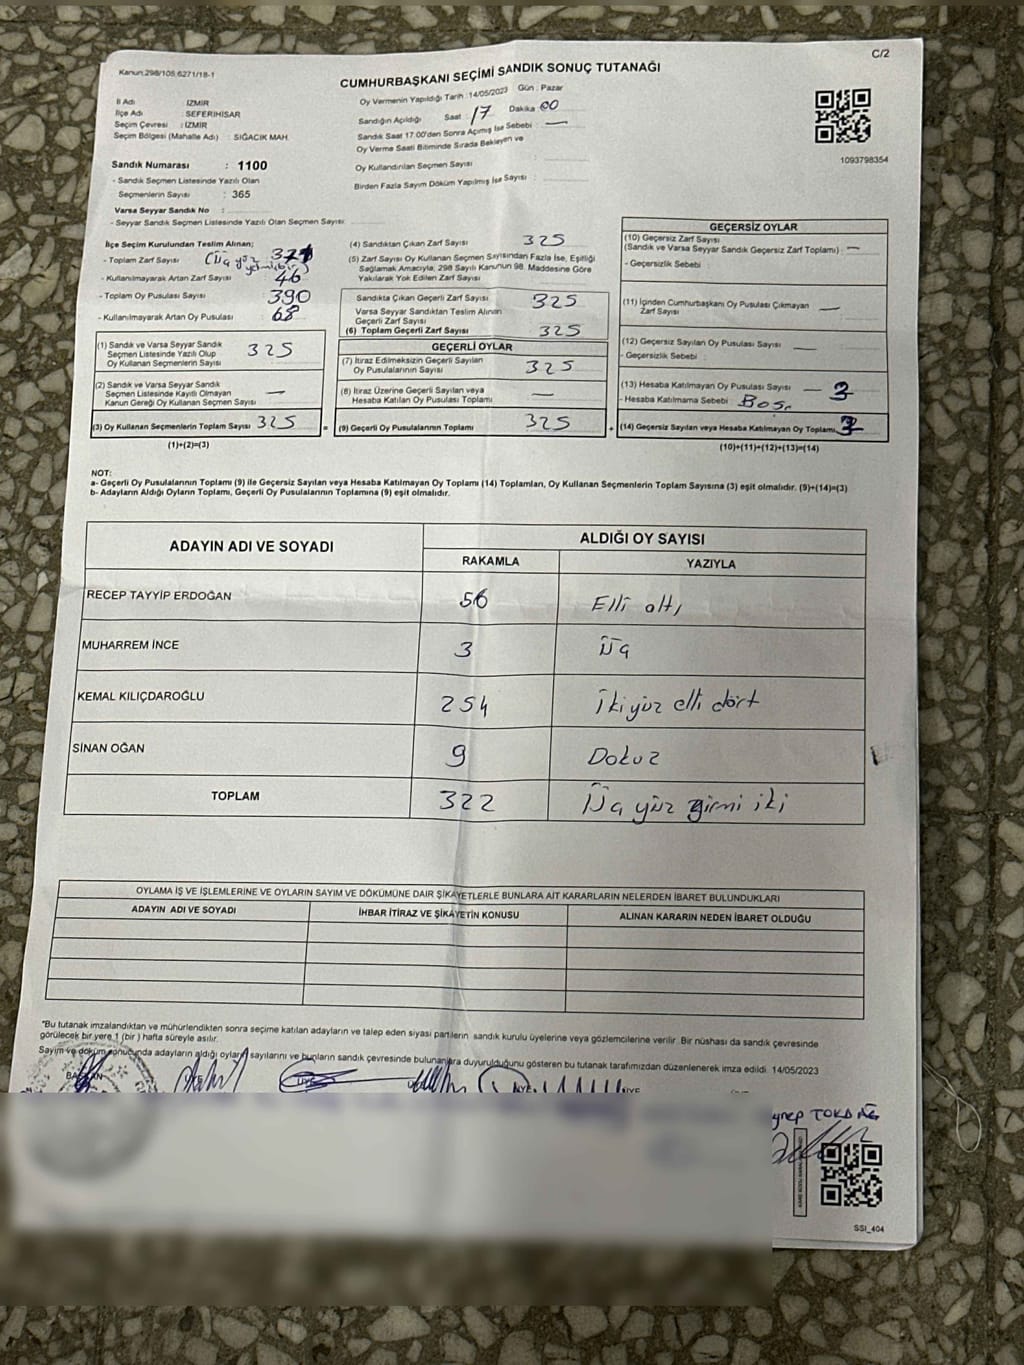 C/2
Kanun:298/105,6271/18-1
CUMHURBAŞKANI SEÇİMİ SANDIK SONUÇ TUTANAĞI
İl Adı İZMİR
İlçe Adı SEFERİHİSAR
Seçim Çevresi : İZMİR
Seçim Bölgesi (Mahalle Adı) : SIĞACIK MAH.
Oy Vermenin Yapıldığı Tarih : 14/05/2023 Gün : Pazar
Sandığın Açıldığı Saat : 17 Dakika : 00
Sandık Saat 17:00'den Sonra Açmış İse Sebebi : —
Oy Verme Saati Bitiminde Sırada Bekleyen ve
Oy Kullandırılan Seçmen Sayısı :
Birden Fazla Sayım Döküm Yapılmış İse Sayısı :
1093798354
Sandık Numarası : 1100
- Sandık Seçmen Listesinde Yazılı Olan
Seçmenlerin Sayısı : 365
Varsa Seyyar Sandık No :
- Seyyar Sandık Seçmen Listesinde Yazılı Olan Seçmen Sayısı:
İlçe Seçim Kurulundan Teslim Alınan;
- Toplam Zarf Sayısı (Üç yüz yetmiş bir) 371
- Kullanılmayarak Artan Zarf Sayısı 46
- Toplam Oy Pusulası Sayısı 390
- Kullanılmayarak Artan Oy Pusulası : 68
(1) Sandık ve Varsa Seyyar Sandık
Seçmen Listesinde Yazılı Olup
Oy Kullanan Seçmenlerin Sayısı 325
(2) Sandık ve Varsa Seyyar Sandık
Seçmen Listesinde Kayıtlı Olmayan
Kanun Gereği Oy Kullanan Seçmen Sayısı —
(3) Oy Kullanan Seçmenlerin Toplam Sayısı 325
(1)+(2)=(3)
(4) Sandıktan Çıkan Zarf Sayısı 325
(5) Zarf Sayısı Oy Kullanan Seçmen Sayısından Fazla İse, Eşitliği
Sağlamak Amacıyla; 298 Sayılı Kanunun 98. Maddesine Göre
Yakılarak Yok Edilen Zarf Sayısı :
Sandıkta Çıkan Geçerli Zarf Sayısı 325
Varsa Seyyar Sandıktan Teslim Alınan
Geçerli Zarf Sayısı
(6) Toplam Geçerli Zarf Sayısı 325
GEÇERLİ OYLAR
(7) İtiraz Edilmeksizin Geçerli Sayılan
Oy Pusulalarının Sayısı 325
(8) İtiraz Üzerine Geçerli Sayılan veya
Hesaba Katılan Oy Pusulası Toplamı —
(9) Geçerli Oy Pusulalarının Toplamı 325
GEÇERSİZ OYLAR
(10) Geçersiz Zarf Sayısı
(Sandık ve Varsa Seyyar Sandık Geçersiz Zarf Toplamı) : —
- Geçersizlik Sebebi :
(11) İçinden Cumhurbaşkanı Oy Pusulası Çıkmayan
Zarf Sayısı —
(12) Geçersiz Sayılan Oy Pusulası Sayısı —
- Geçersizlik Sebebi :
(13) Hesaba Katılmayan Oy Pusulası Sayısı — 3
- Hesaba Katılmama Sebebi : Boş.
(14) Geçersiz Sayılan veya Hesaba Katılmayan Oy Toplamı 3
(10)+(11)+(12)+(13)=(14)
NOT:
a- Geçerli Oy Pusulalarının Toplamı (9) ile Geçersiz Sayılan veya Hesaba Katılmayan Oy Toplamı (14) Toplamları, Oy Kullanan Seçmenlerin Toplam Sayısına (3) eşit olmalıdır. (9)+(14)=(3)
b- Adayların Aldığı Oyların Toplamı, Geçerli Oy Pusulalarının Toplamına (9) eşit olmalıdır.
ADAYIN ADI VE SOYADI ALDIĞI OY SAYISI
RAKAMLA YAZIYLA
RECEP TAYYİP ERDOĞAN 56 Elli altı
MUHARREM İNCE 3 Üç
KEMAL KILIÇDAROĞLU 254 İkiyüz elli dört
SİNAN OĞAN 9 Dokuz
TOPLAM 322 Üç yüz yirmi iki
OYLAMA İŞ VE İŞLEMLERİNE VE OYLARIN SAYIM VE DÖKÜMÜNE DAİR ŞİKAYETLERLE BUNLARA AİT KARARLARIN NELERDEN İBARET BULUNDUKLARI
ADAYIN ADI VE SOYADI İHBAR İTİRAZ VE ŞİKAYETİN KONUSU ALINAN KARARIN NEDEN İBARET OLDUĞU
"Bu tutanak imzalandıktan ve mühürlendikten sonra seçime katılan adayların ve talep eden siyasi partilerin sandık kurulu üyelerine veya gözlemcilerine verilir. Bir nüshası da sandık çevresinde
görülecek bir yere 1 (bir) hafta süreyle asılır.
Sayım ve döküm sonucunda adayların aldığı oyların sayılarını ve bunların sandık çevresinde bulunanlara duyurulduğunu gösteren bu tutanak tarafımızdan düzenlenerek imza edildi. 14/05/2023
BAŞKAN ÜYE ÜYE
SSİ_404